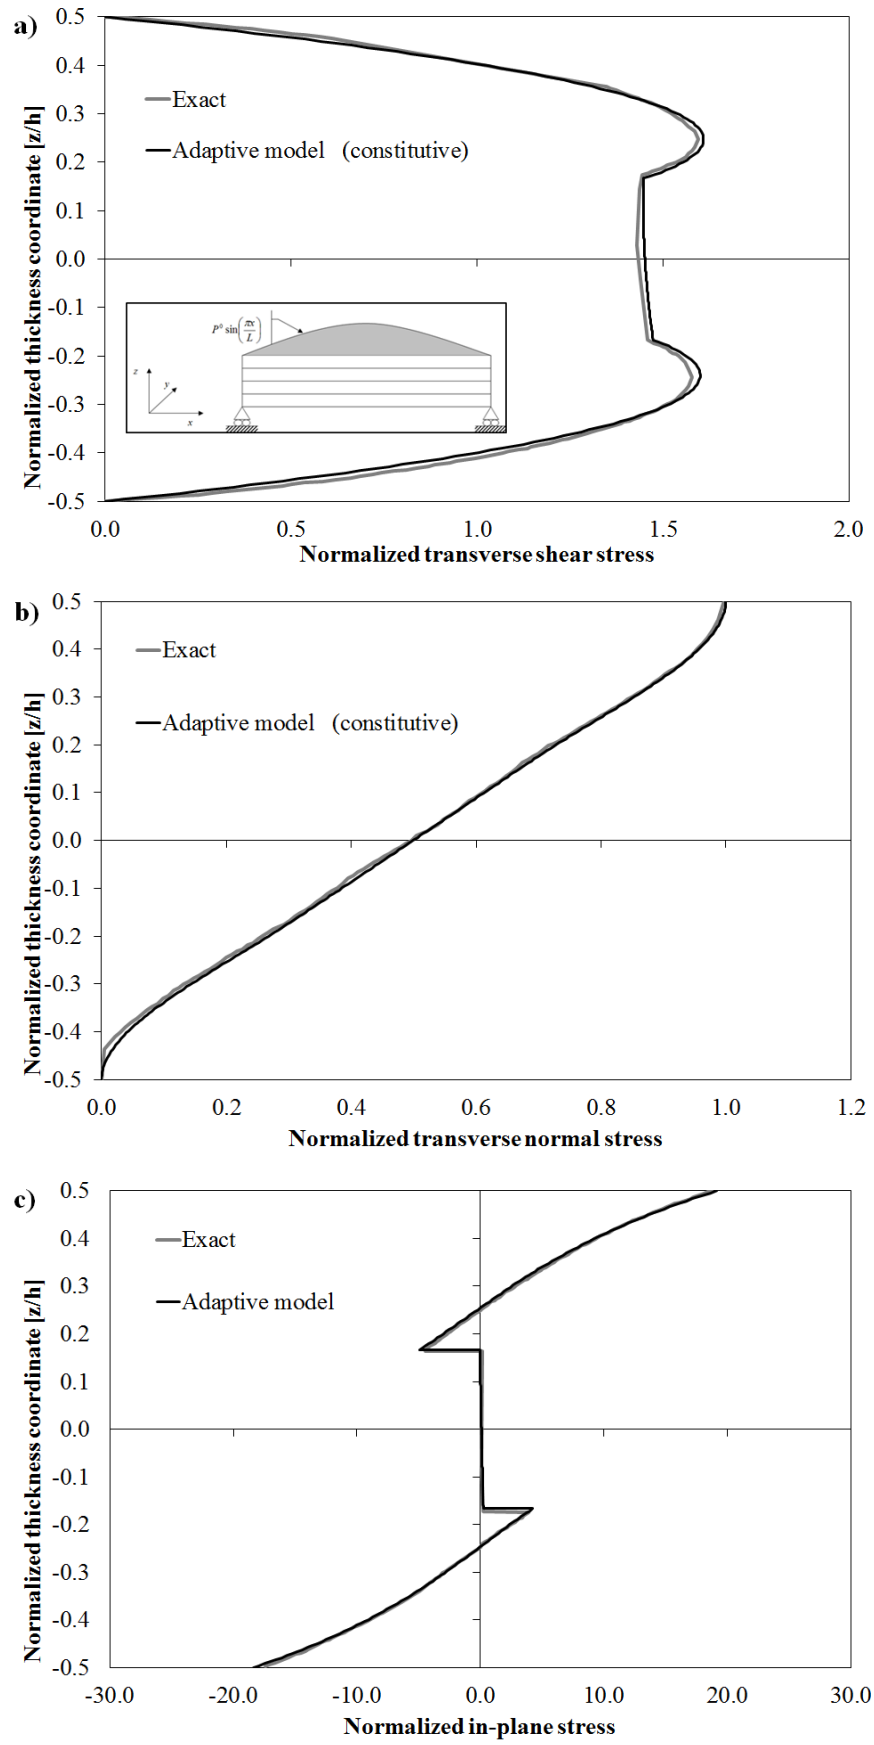 a)
Normalized thickness coordinate [z/h]
0.5
0.4
0.3
0.2
0.1
0.0
-0.1
-0.2
-0.3
-0.4
-0.5
Exact
Adaptive model (constitutive)
P⁰ sin(πx/L)
z
y
x
0.0 0.5 1.0 1.5 2.0
Normalized transverse shear stress
b)
Normalized thickness coordinate [z/h]
0.5
0.4
0.3
0.2
0.1
0.0
-0.1
-0.2
-0.3
-0.4
-0.5
Exact
Adaptive model (constitutive)
0.0 0.2 0.4 0.6 0.8 1.0 1.2
Normalized transverse normal stress
c)
Normalized thickness coordinate [z/h]
0.5
0.4
0.3
0.2
0.1
0.0
-0.1
-0.2
-0.3
-0.4
-0.5
Exact
Adaptive model
-30.0 -20.0 -10.0 0.0 10.0 20.0 30.0
Normalized in-plane stress